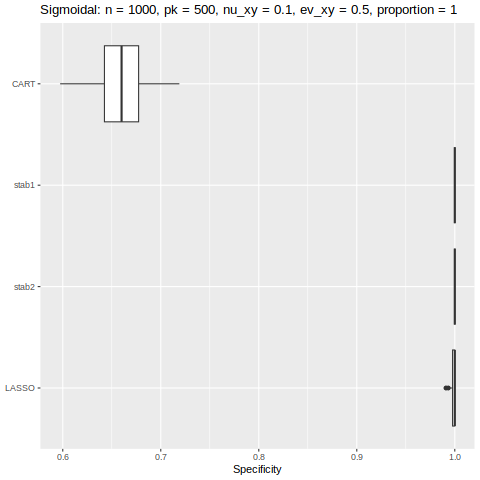 Sigmoidal: n = 1000, pk = 500, nu_xy = 0.1, ev_xy = 0.5, proportion = 1
CART
stab1
stab2
LASSO
0.6 0.7 0.8 0.9 1.0
Specificity